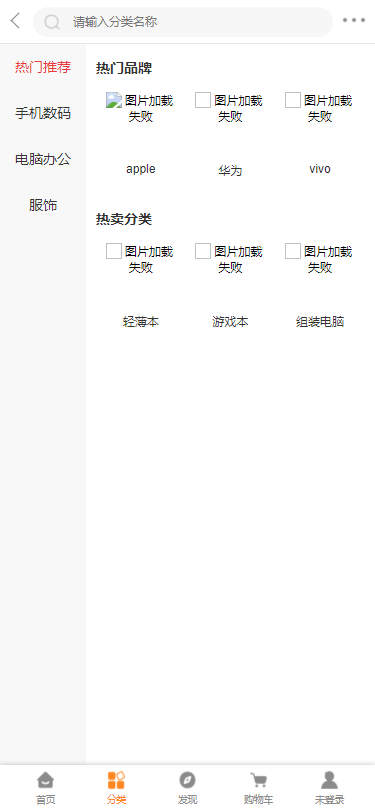 请输入分类名称
热门推荐
手机数码
电脑办公
服饰
热门品牌
图片加载 图片加载 图片加载
失败 失败 失败
apple 华为 vivo
热卖分类
图片加载 图片加载 图片加载
失败 失败 失败
轻薄本 游戏本 组装电脑
首页 分类 发现 购物车 未登录